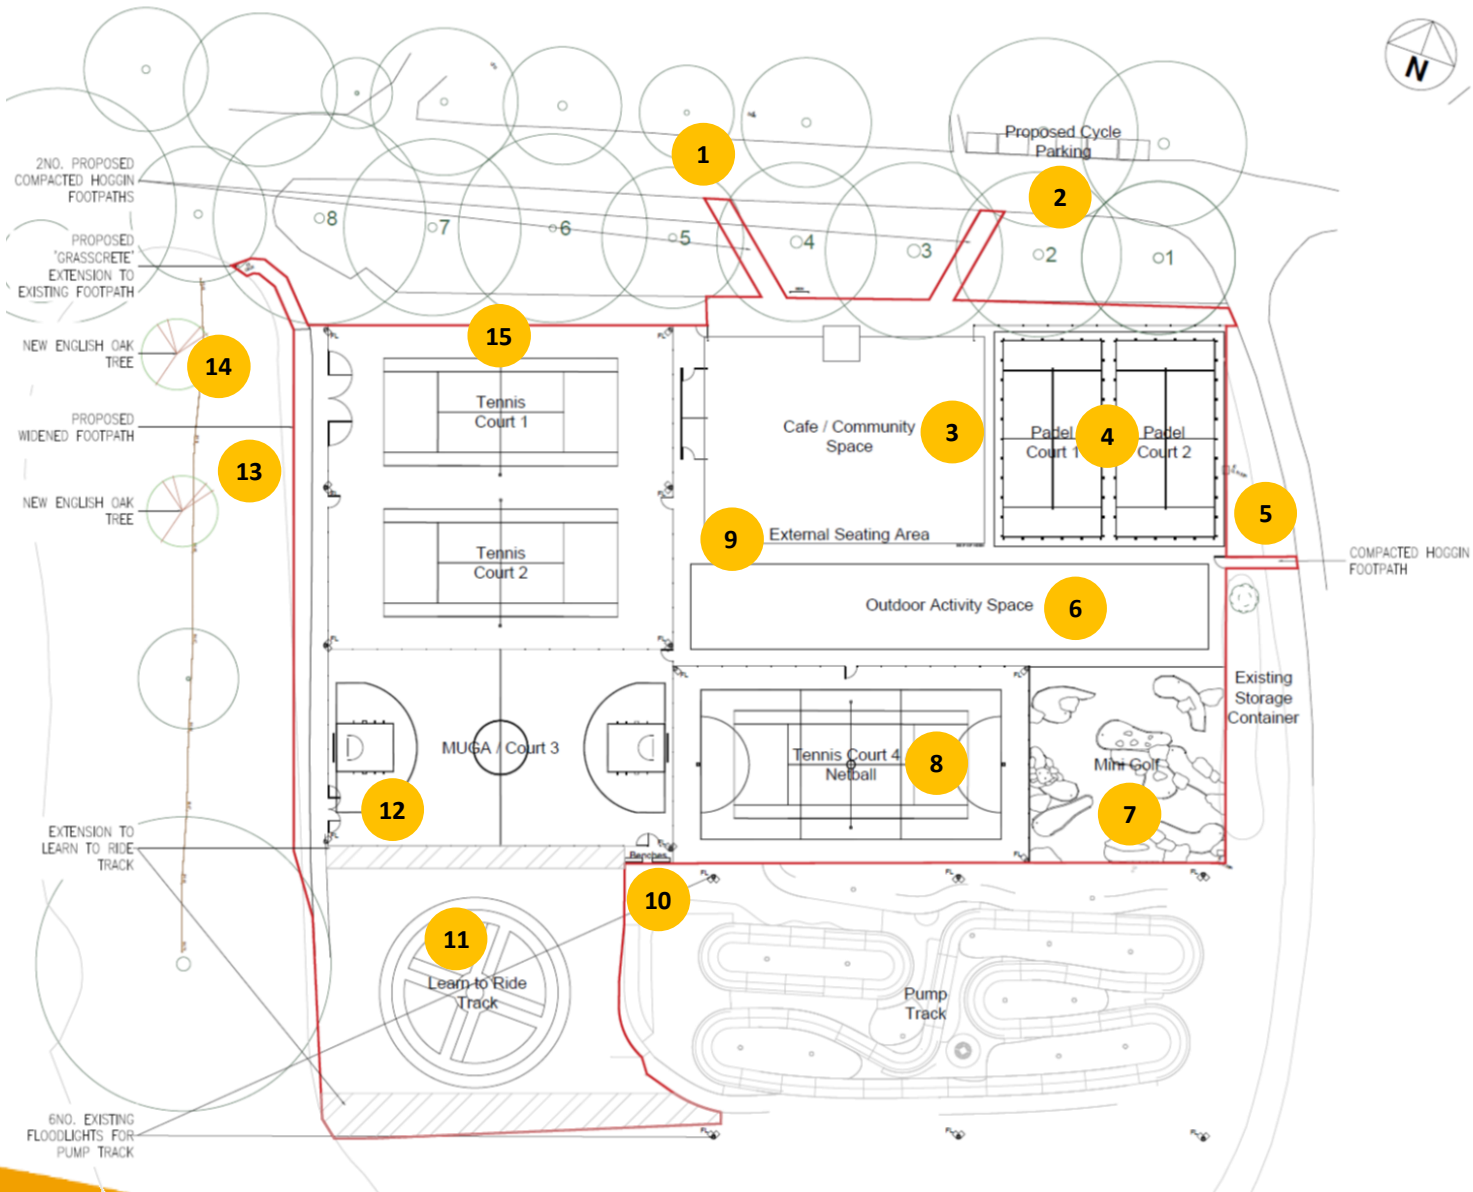 N
Proposed Cycle
Parking
1
2
2NO. PROPOSED
COMPACTED HOGGIN
FOOTPATHS
8
7
6
5
4
3
2
1
PROPOSED
'GRASSCRETE'
EXTENSION TO
EXISTING FOOTPATH
NEW ENGLISH OAK
TREE
14
15
Tennis
Court 1
Cafe / Community
Space
3
Padel
Court 1
4
Padel
Court 2
PROPOSED
WIDENED FOOTPATH
13
NEW ENGLISH OAK
TREE
5
9
External Seating Area
Tennis
Court 2
COMPACTED HOGGIN
FOOTPATH
Outdoor Activity Space
6
Existing
Storage
Container
MUGA / Court 3
12
Tennis Court 4
Netball
8
Mini Golf
7
EXTENSION TO
LEARN TO RIDE
TRACK
Benches
10
11
Learn to Ride
Track
Pump
Track
6NO. EXISTING
FLOODLIGHTS FOR
PUMP TRACK